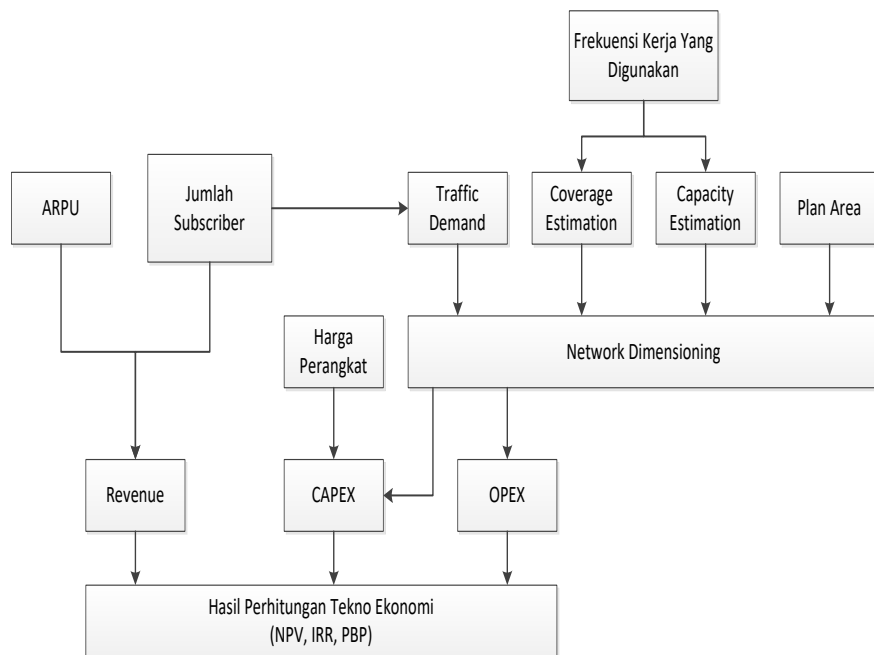 Frekuensi Kerja Yang
Digunakan
ARPU
Jumlah
Subscriber
Traffic
Demand
Coverage
Estimation
Capacity
Estimation
Plan Area
Harga
Perangkat
Network Dimensioning
Revenue
CAPEX
OPEX
Hasil Perhitungan Tekno Ekonomi
(NPV, IRR, PBP)